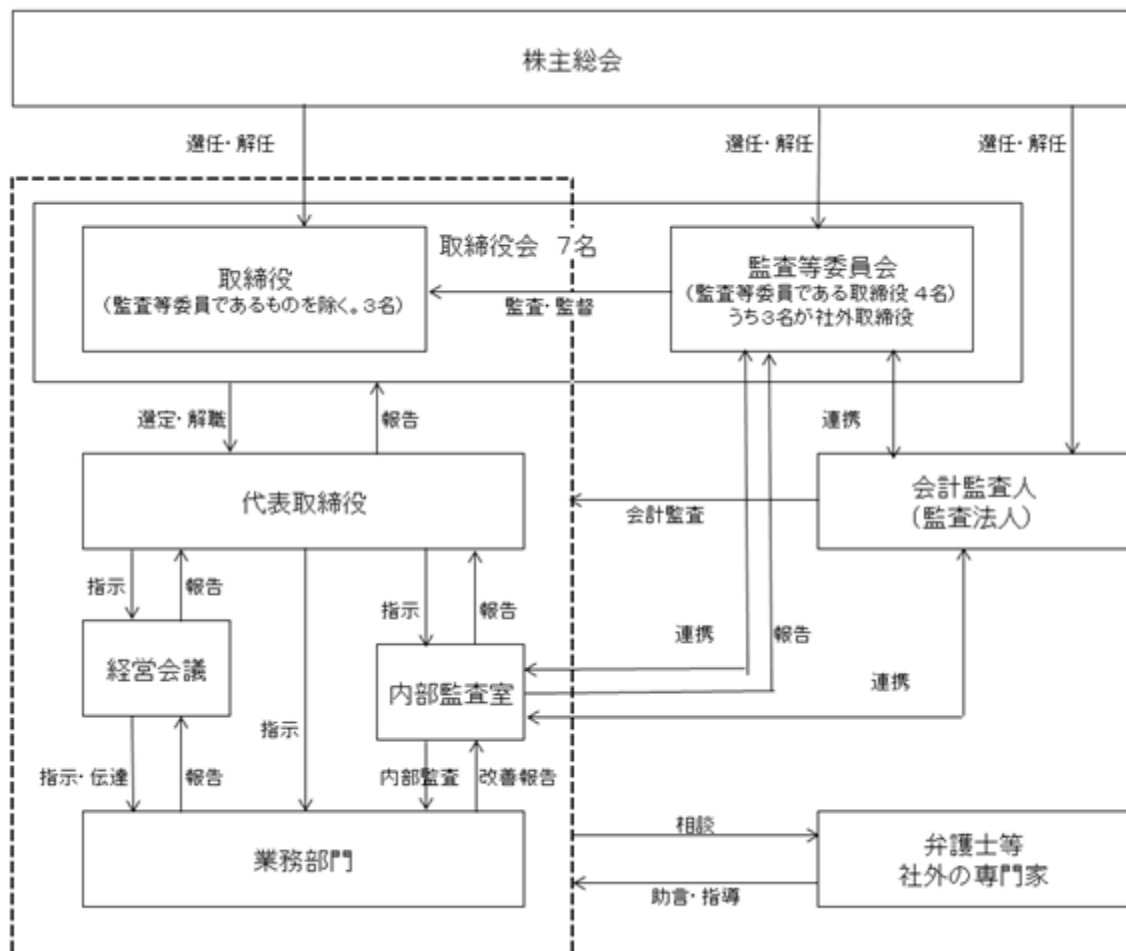 株主総会
選任・解任
選任・解任
選任・解任
取締役会 7名
取締役
(監査等委員であるものを除く。3名)
監査・監督
監査等委員会
(監査等委員である取締役 4名)
うち3名が社外取締役
選定・解職
報告
連携
代表取締役
会計監査
会計監査人
(監査法人)
指示
報告
指示
報告
連携
報告
経営会議
内部監査室
連携
指示
指示・伝達
報告
内部監査
改善報告
業務部門
相談
助言・指導
弁護士等
社外の専門家